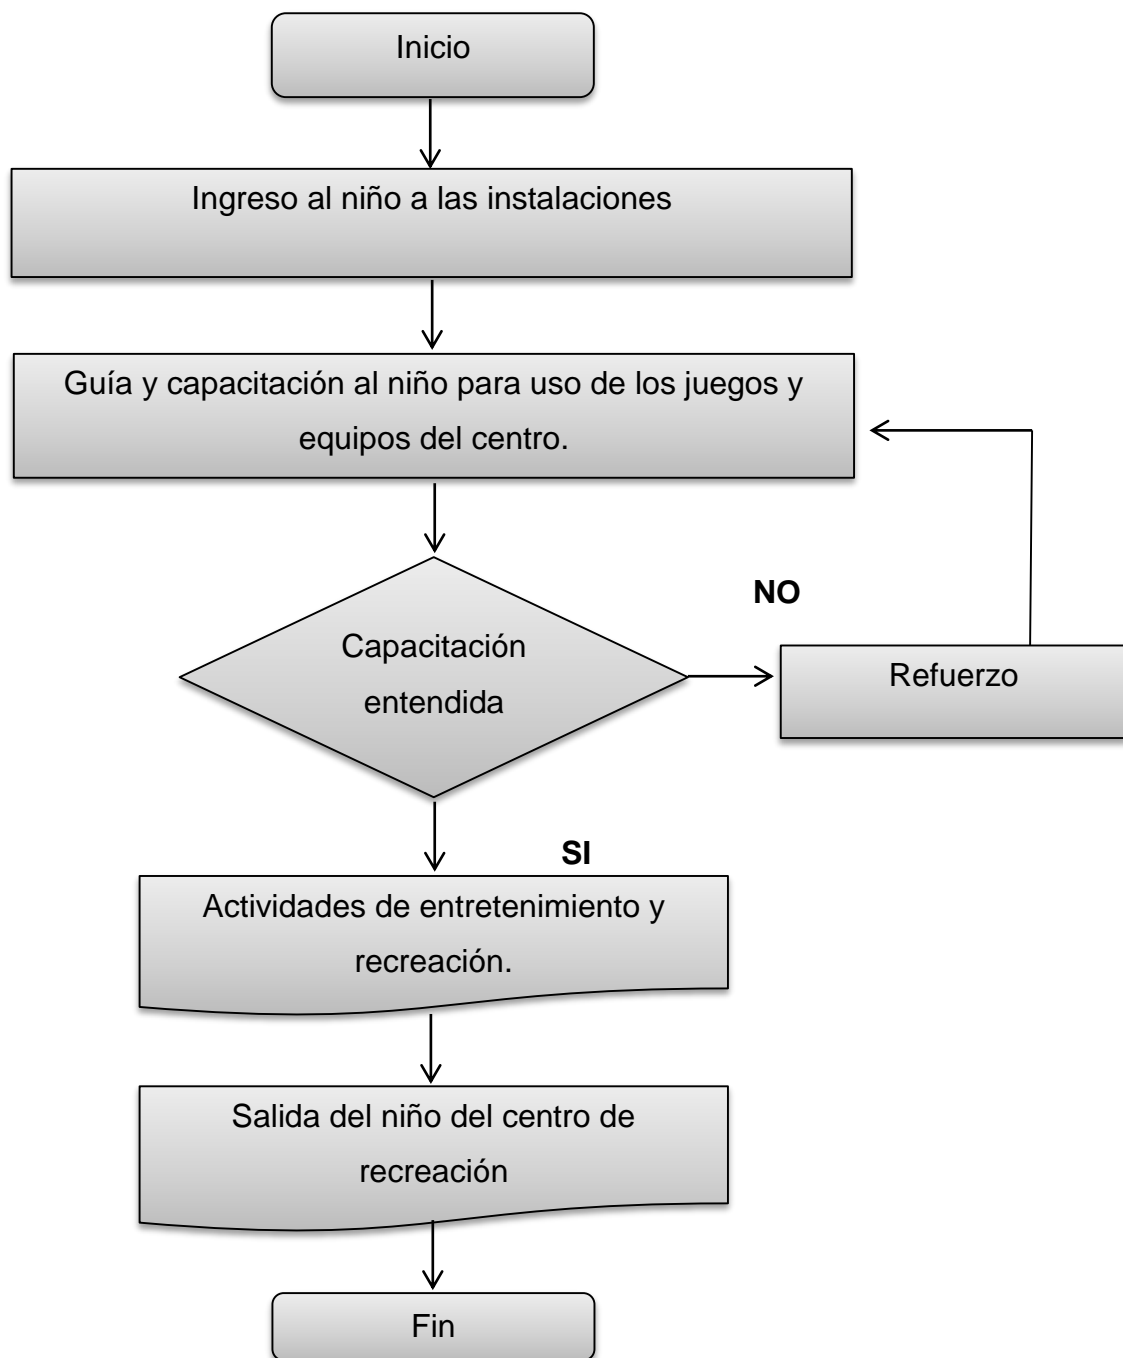 Inicio
Ingreso al niño a las instalaciones
Guía y capacitación al niño para uso de los juegos y
equipos del centro.
NO
Capacitación
entendida
Refuerzo
SI
Actividades de entretenimiento y
recreación.
Salida del niño del centro de
recreación
Fin